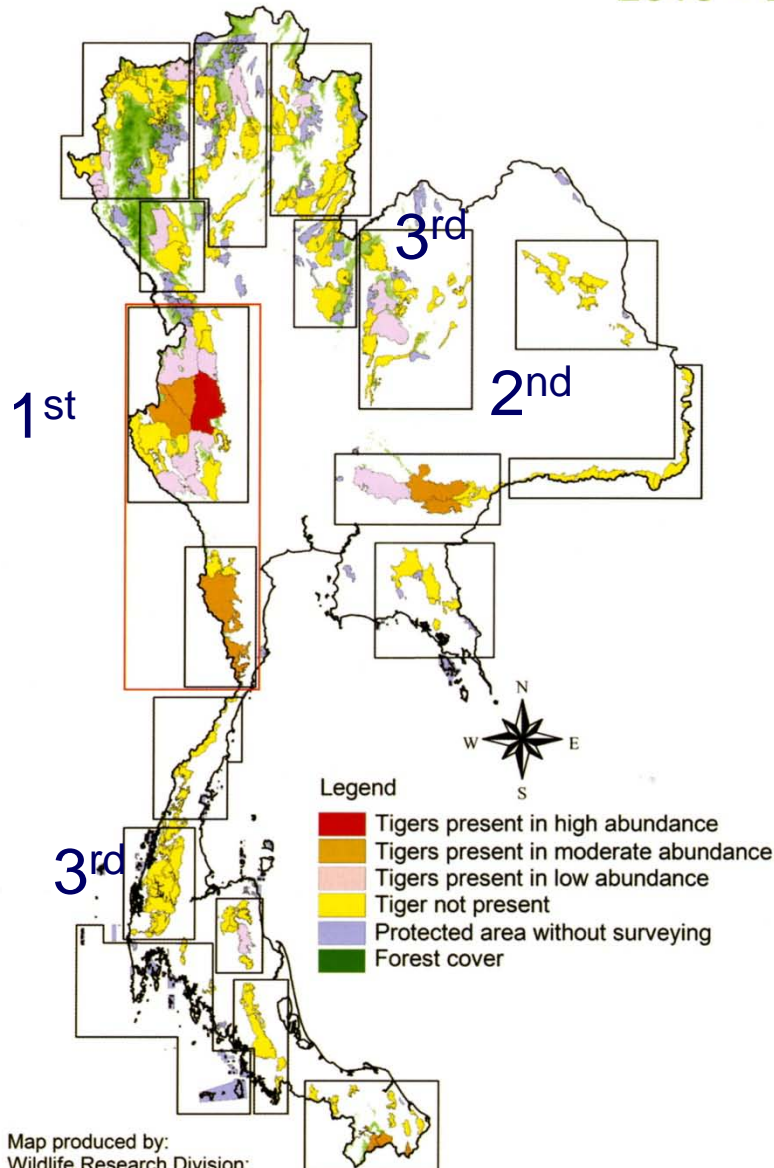 3rd
2nd
1st
N
W E
S
Legend
Tigers present in high abundance
Tigers present in moderate abundance
Tigers present in low abundance
Tiger not present
Protected area without surveying
Forest cover
3rd
Map produced by:
Wildlife Research Division;